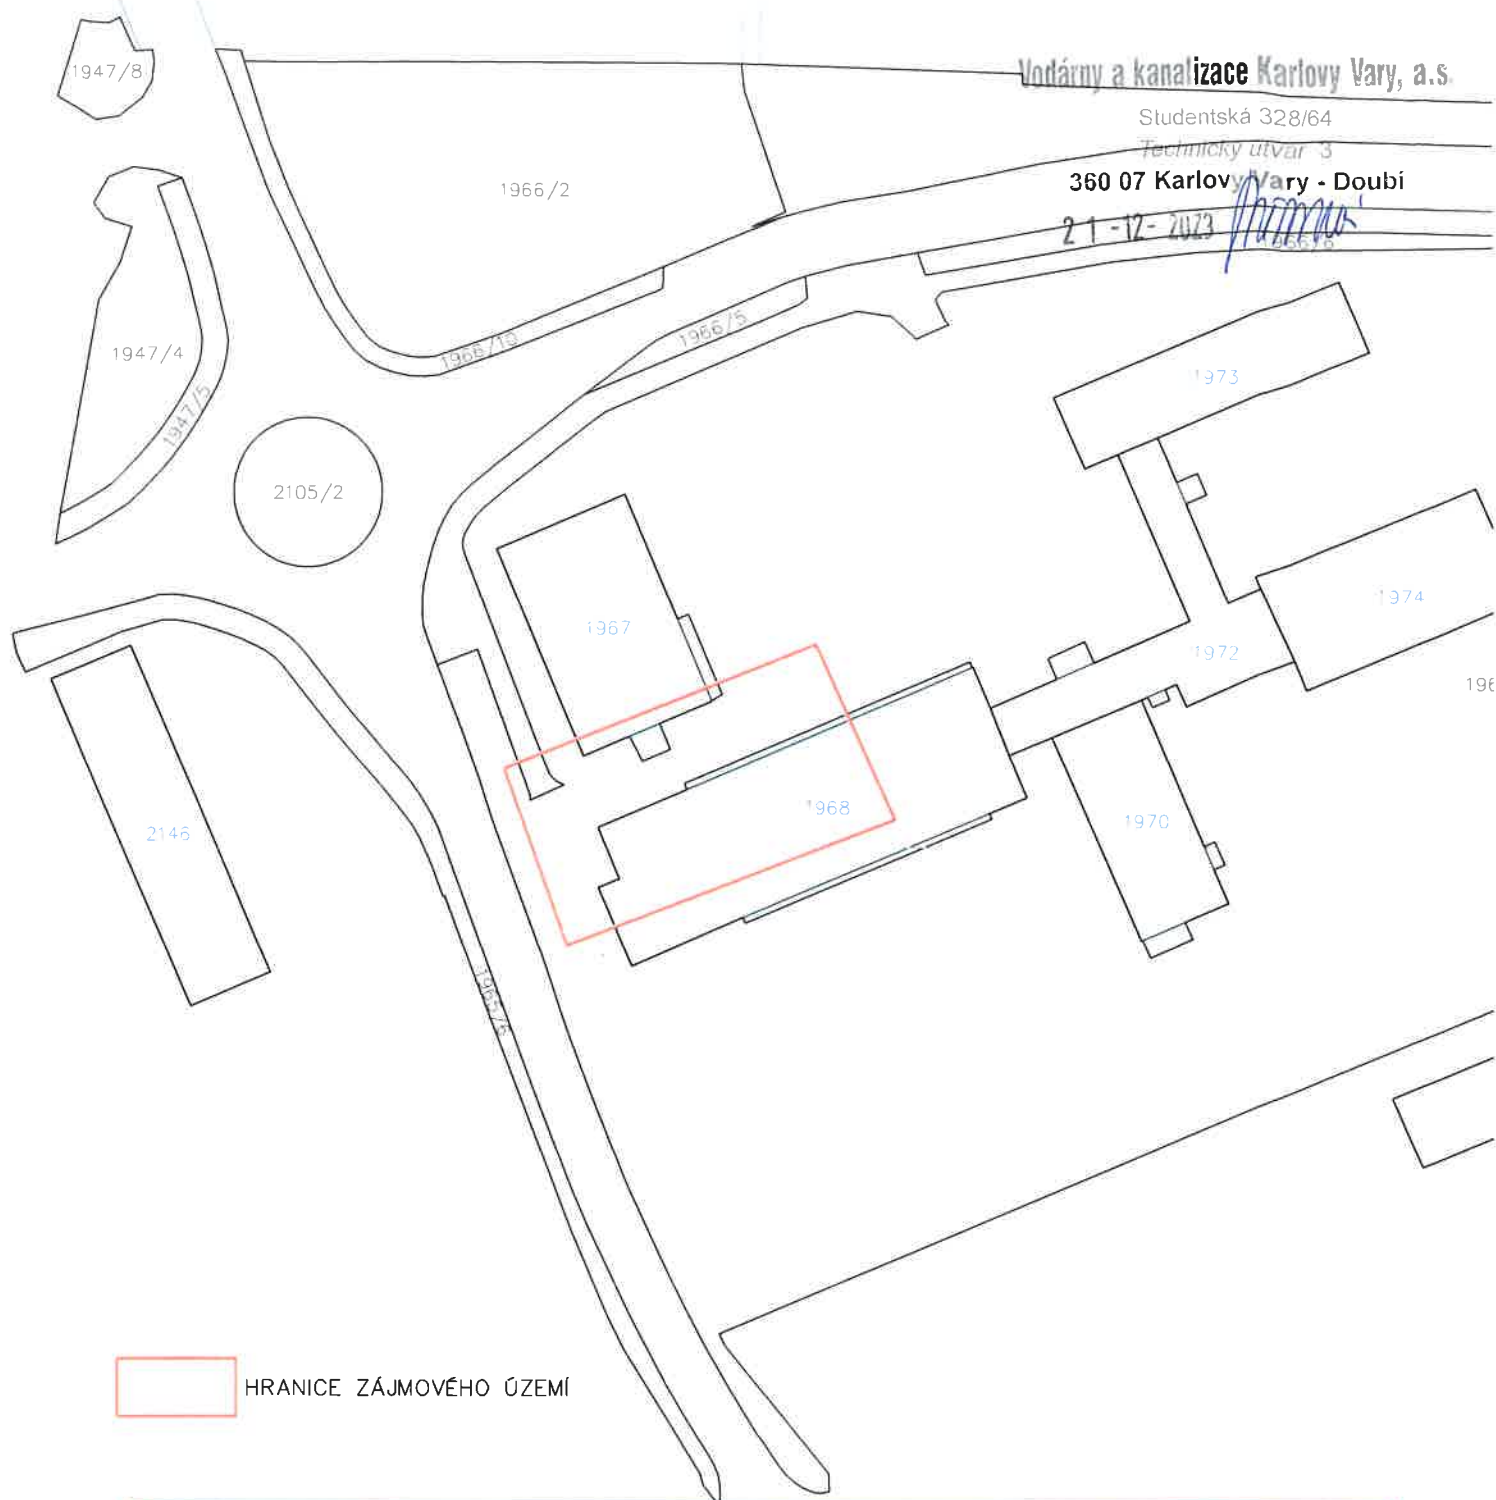 1947/8
Vodárny a kanalizace Karlovy Vary, a.s.
Studentská 328/64
Technický útvar 3
360 07 Karlovy Vary - Doubí
21 -12- 2023
1966/2
1947/4
1966/10
1966/5
1973
1947/5
2105/2
1974
1967
1972
196
1968
1970
2146
1965/6
HRANICE ZÁJMOVÉHO ÚZEMÍ